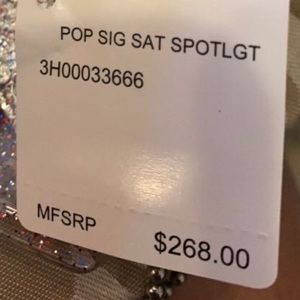 POP SIG SAT SPOTLGT
3H00033666
MFSRP $268.00